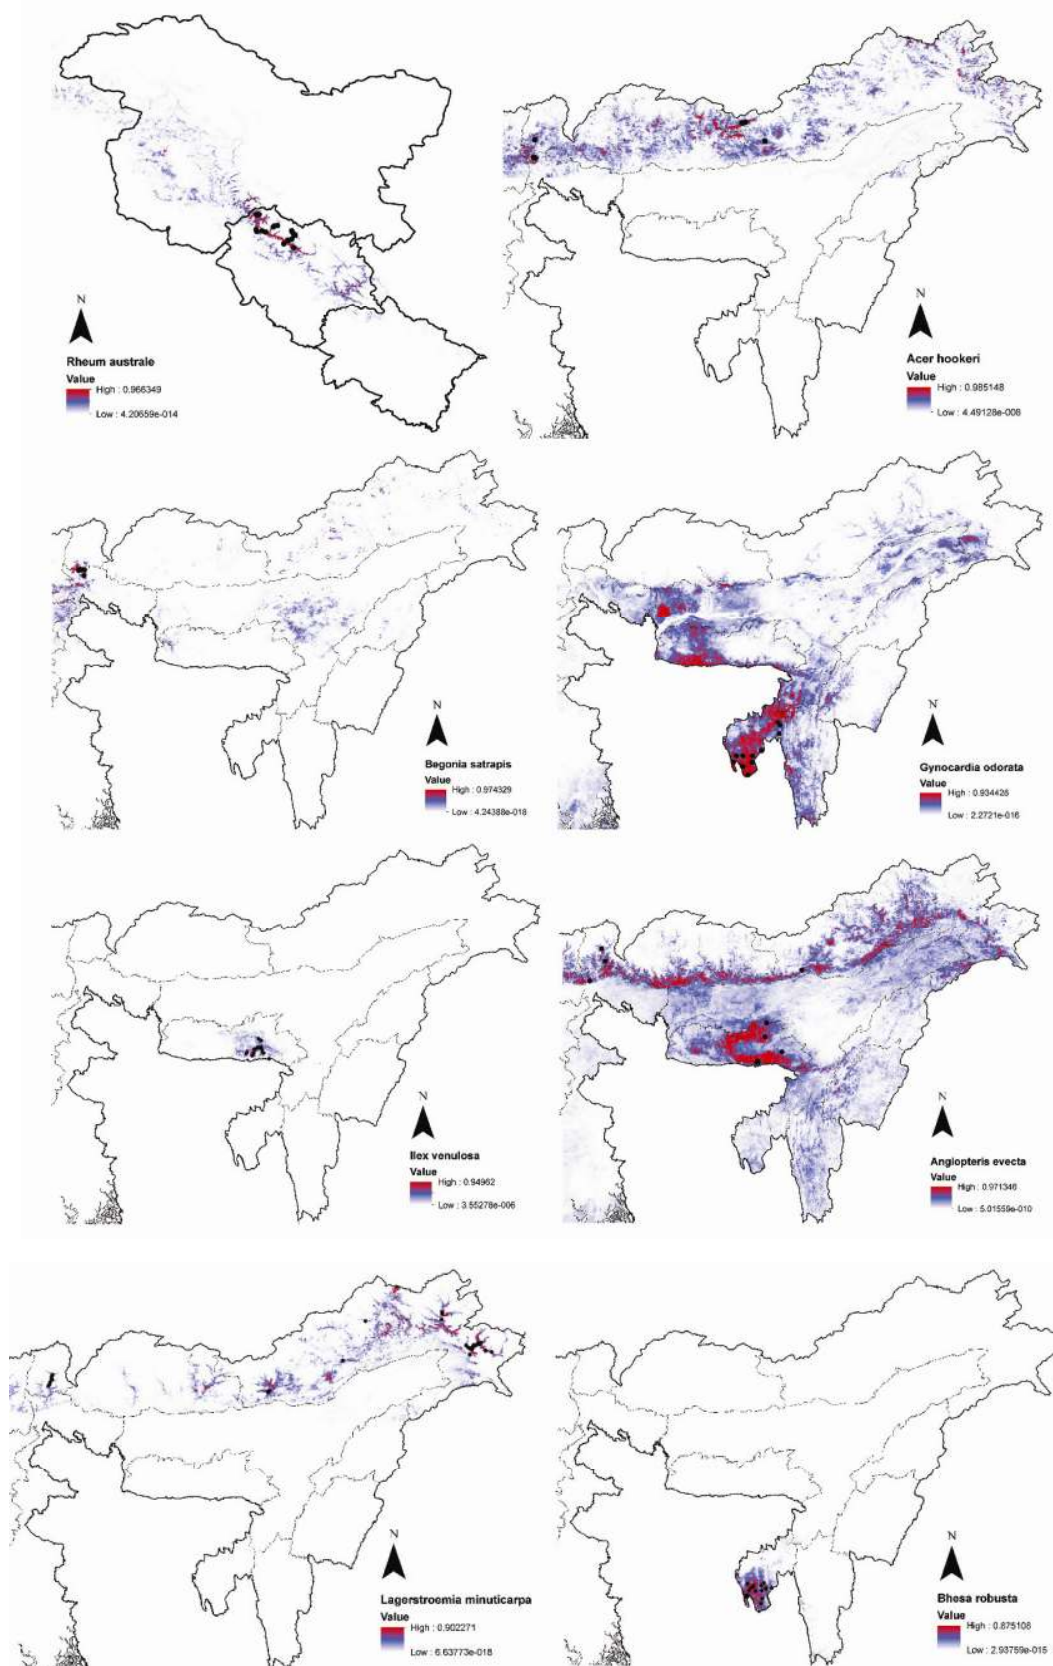 N
Rheum australe
Value
High : 0.966349
Low : 4.20659e-014
N
Acer hookeri
Value
High : 0.985148
Low : 4.49128e-008
N
Begonia satrapis
Value
High : 0.974329
Low : 4.24388e-018
N
Gynocardia odorata
Value
High : 0.934426
Low : 2.2721e-016
N
Ilex venulosa
Value
High : 0.94962
Low : 3.55278e-006
N
Angiopteris evecta
Value
High : 0.971346
Low : 5.01559e-010
N
Lagerstroemia minuticarpa
Value
High : 0.902271
Low : 6.63773e-018
N
Bhesa robusta
Value
High : 0.875108
Low : 2.93759e-015